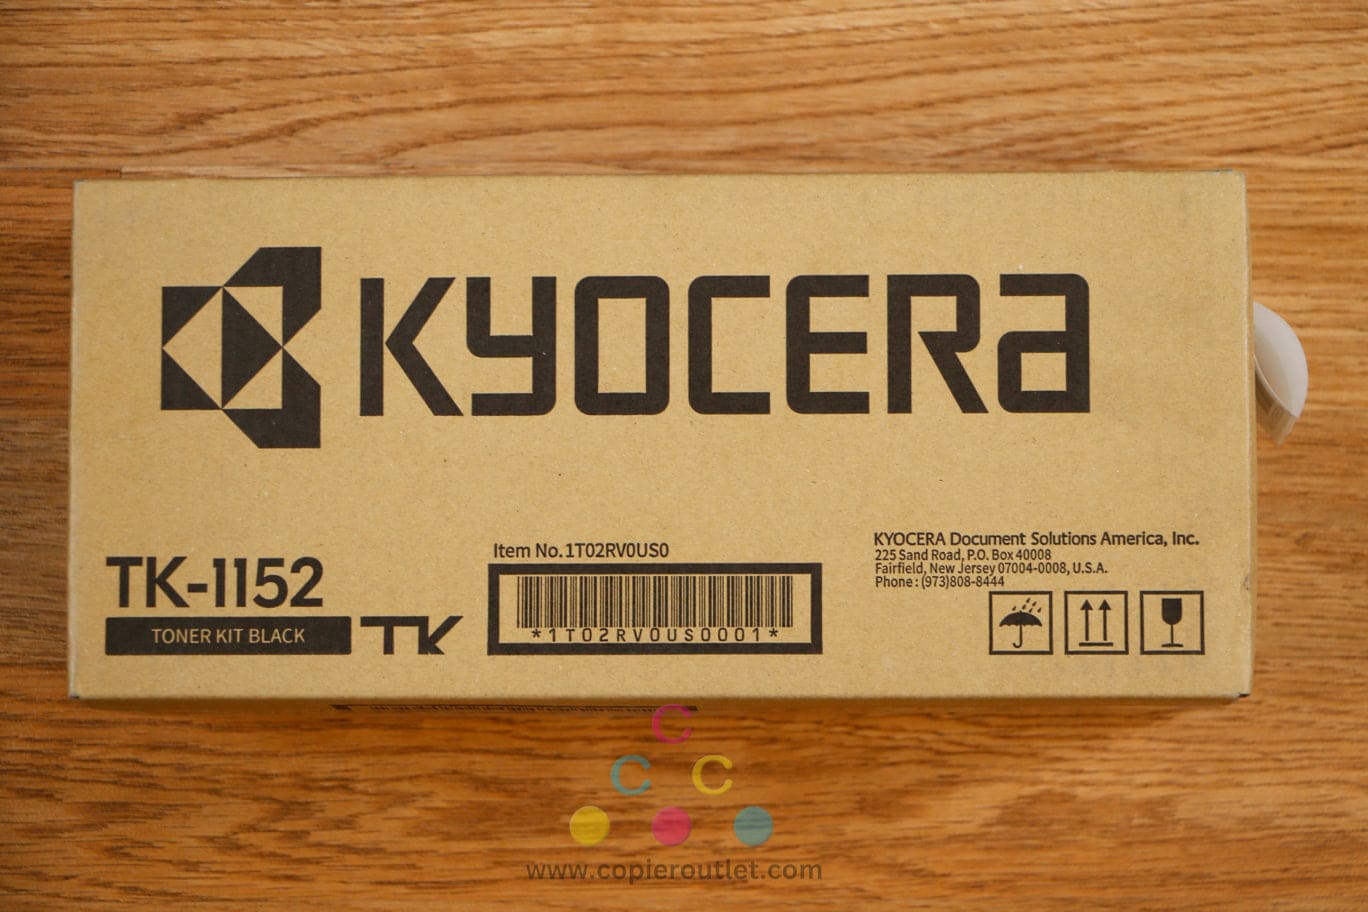 KYOCERA
TK-1152
TONER KIT BLACK
TK
Item No. 1T02RV0US0
*1T02RV0US0001*
KYOCERA Document Solutions America, Inc.
225 Sand Road, P.O. Box 40008
Fairfield, New Jersey 07004-0008, U.S.A.
Phone : (973)808-8444
C
C C
www.copieroutlet.com